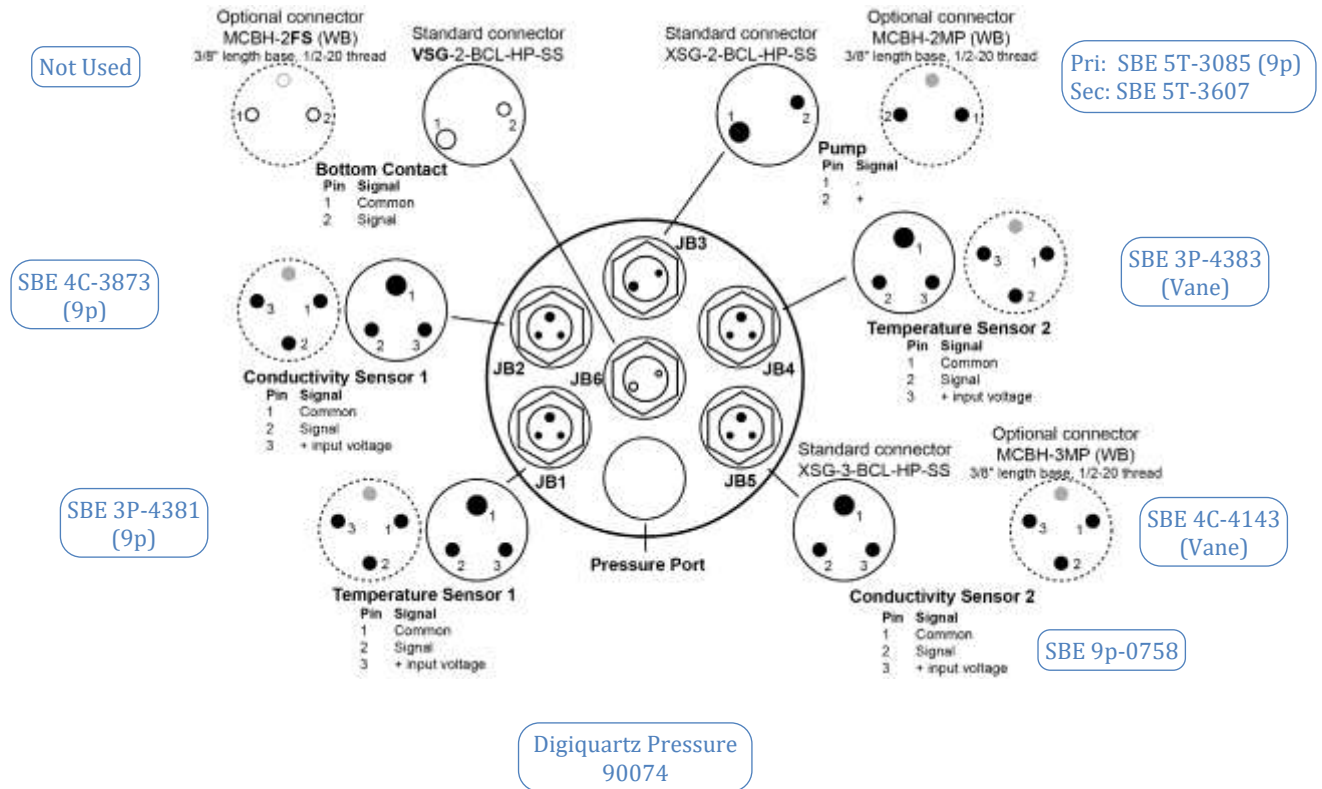 Optional connector
MCBH-2FS (WB)
3/8" length base, 1/2-20 thread
Standard connector
VSG-2-BCL-HP-SS
Standard connector
XSG-2-BCL-HP-SS
Optional connector
MCBH-2MP (WB)
3/8" length base, 1/2-20 thread
Not Used
Pri: SBE 5T-3085 (9p)
Sec: SBE 5T-3607
1
2
1
2
1
2
2
1
Bottom Contact
Pin Signal
1 Common
2 Signal
Pump
Pin Signal
1 -
2 +
JB3
SBE 4C-3873
(9p)
3
1
2
1
2
3
JB2
JB6
JB4
1
2
3
3
1
2
SBE 3P-4383
(Vane)
Conductivity Sensor 1
Pin Signal
1 Common
2 Signal
3 + input voltage
Temperature Sensor 2
Pin Signal
1 Common
2 Signal
3 + input voltage
JB1
JB5
Standard connector
XSG-3-BCL-HP-SS
Optional connector
MCBH-3MP (WB)
3/8" length base, 1/2-20 thread
SBE 3P-4381
(9p)
3
1
2
1
2
3
Pressure Port
1
2
3
3
1
2
SBE 4C-4143
(Vane)
Temperature Sensor 1
Pin Signal
1 Common
2 Signal
3 + input voltage
Conductivity Sensor 2
Pin Signal
1 Common
2 Signal
3 + input voltage
SBE 9p-0758
Digiquartz Pressure
90074